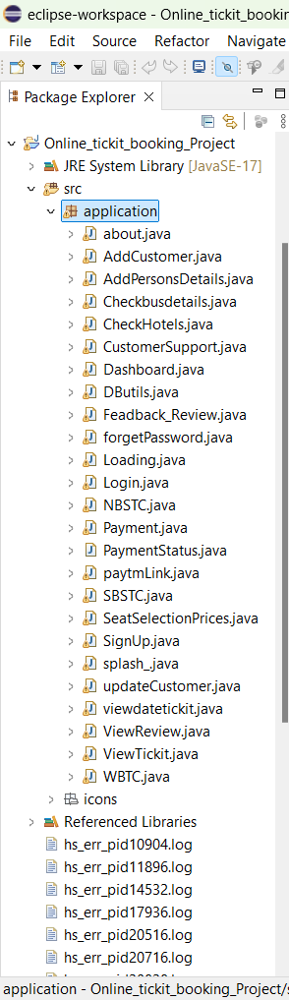 eclipse-workspace - Online_tickit_booking
File Edit Source Refactor Navigate
Package Explorer
Online_tickit_booking_Project
JRE System Library [JavaSE-17]
src
application
about.java
AddCustomer.java
AddPersonsDetails.java
Checkbusdetails.java
CheckHotels.java
CustomerSupport.java
Dashboard.java
DButils.java
Feadback_Review.java
forgetPassword.java
Loading.java
Login.java
NBSTC.java
Payment.java
PaymentStatus.java
paytmLink.java
SBSTC.java
SeatSelectionPrices.java
SignUp.java
splash_.java
updateCustomer.java
viewdatetickit.java
ViewReview.java
ViewTickit.java
WBTC.java
icons
Referenced Libraries
hs_err_pid10904.log
hs_err_pid11896.log
hs_err_pid14532.log
hs_err_pid17936.log
hs_err_pid20516.log
hs_err_pid20716.log
application - Online_tickit_booking_Project/s